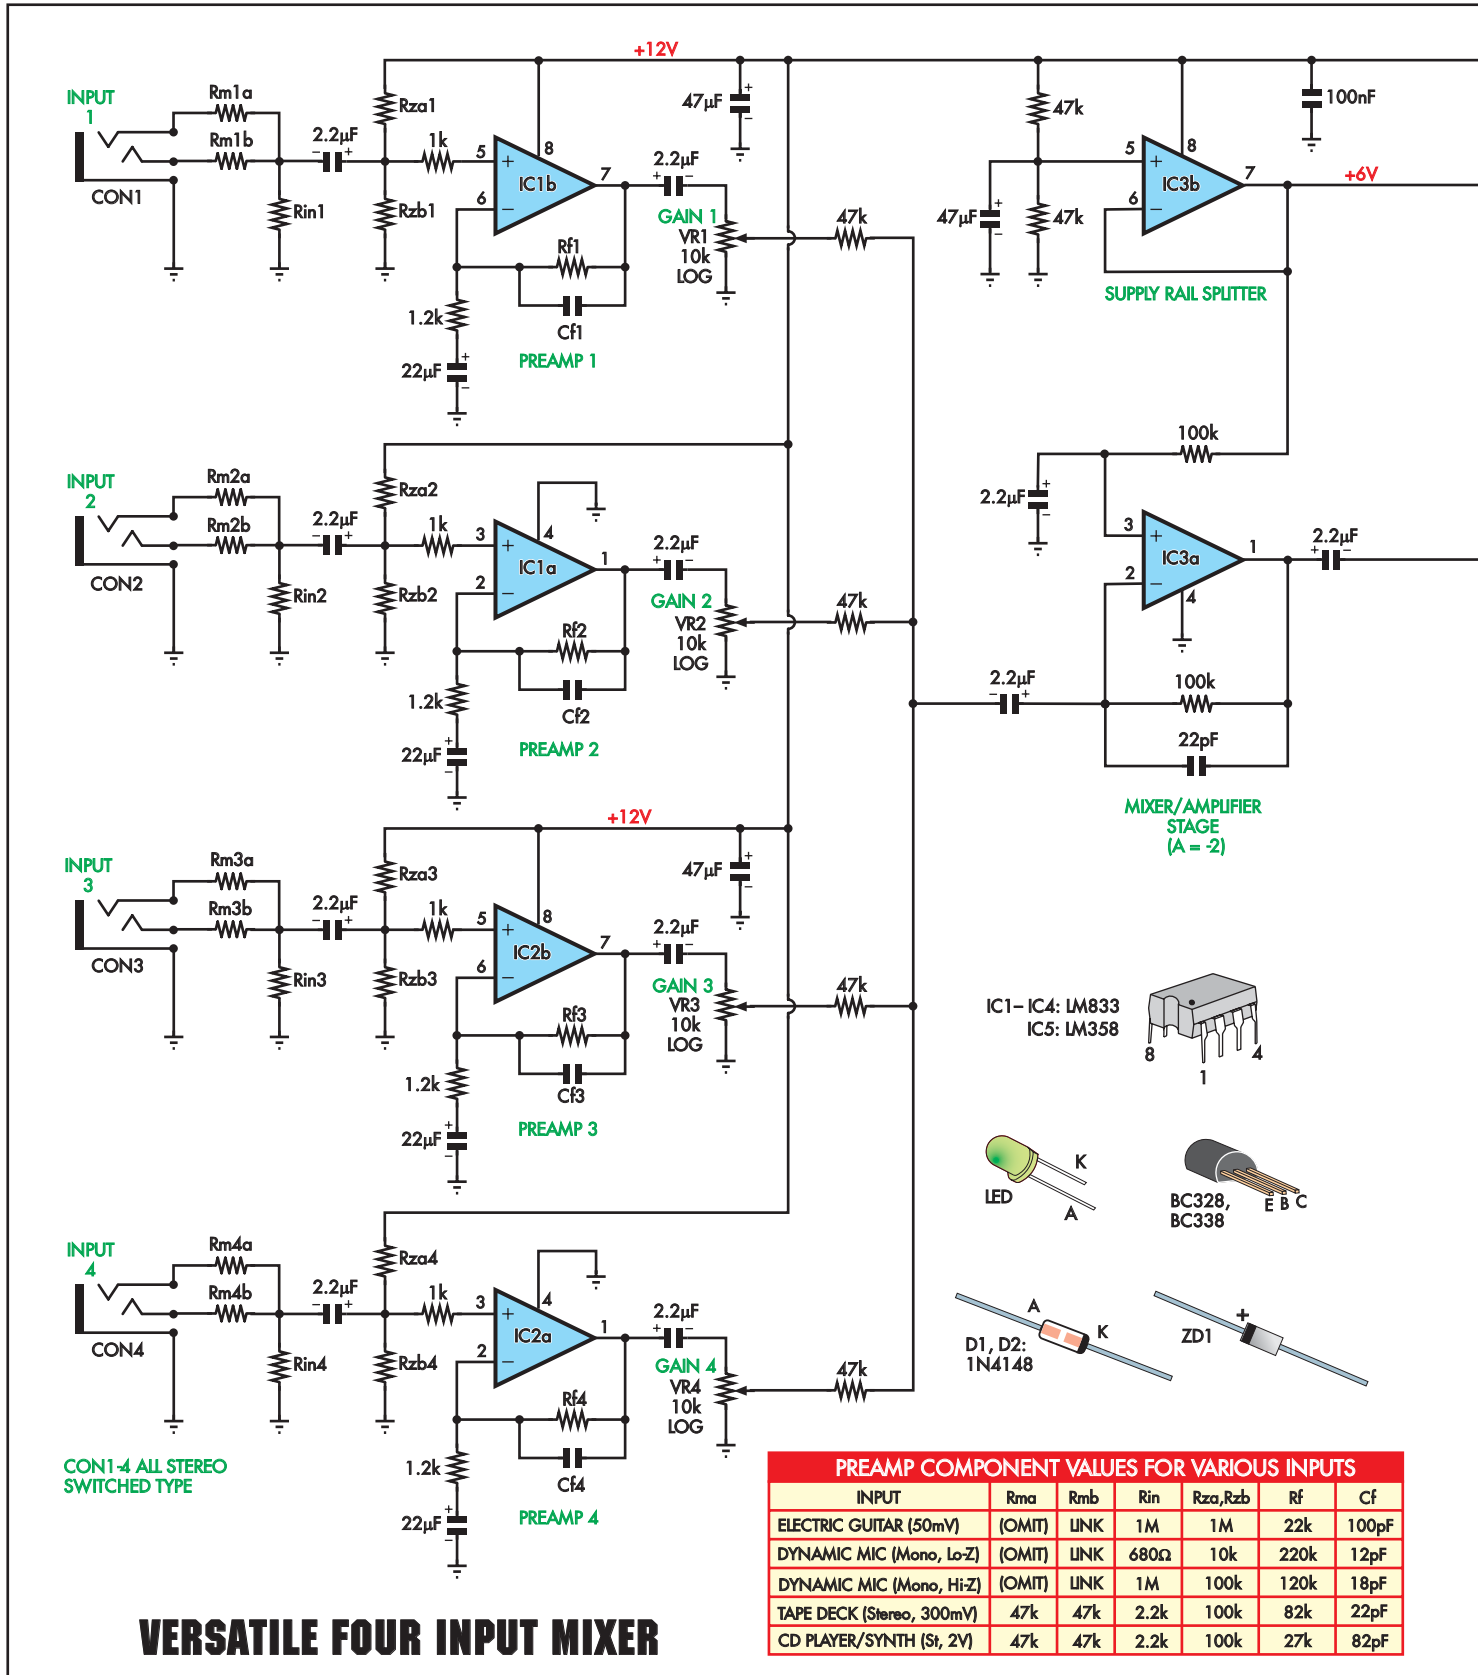 +12V
INPUT
1
Rm1a
Rm1b
CON1
Rin1
2.2µF
− +
Rza1
Rzb1
1k
5
6
+
−
8
IC1b
7
Rf1
Cf1
1.2k
22µF
+
−
PREAMP 1
47µF
+
−
2.2µF
+ −
GAIN 1
VR1
10k
LOG
47k
47k
47µF
+
−
47k
5
6
+
−
8
IC3b
7
100nF
+6V
SUPPLY RAIL SPLITTER
INPUT
2
Rm2a
Rm2b
CON2
Rin2
2.2µF
− +
Rza2
Rzb2
1k
3
2
+
−
4
IC1a
1
Rf2
Cf2
1.2k
22µF
+
−
PREAMP 2
2.2µF
+ −
GAIN 2
VR2
10k
LOG
47k
100k
2.2µF
+
−
3
2
+
−
4
IC3a
1
2.2µF
+ −
2.2µF
− +
100k
22pF
MIXER/AMPLIFIER
STAGE
(A = -2)
+12V
INPUT
3
Rm3a
Rm3b
CON3
Rin3
2.2µF
− +
Rza3
Rzb3
1k
5
6
+
−
8
IC2b
7
Rf3
Cf3
1.2k
22µF
+
−
PREAMP 3
47µF
+
−
2.2µF
+ −
GAIN 3
VR3
10k
LOG
47k
IC1– IC4: LM833
IC5: LM358
8
4
1
LED
K
A
BC328,
BC338
E B C
INPUT
4
Rm4a
Rm4b
CON4
Rin4
2.2µF
− +
Rza4
Rzb4
1k
3
2
+
−
4
IC2a
1
Rf4
Cf4
1.2k
22µF
+
−
PREAMP 4
2.2µF
+ −
GAIN 4
VR4
10k
LOG
47k
A
K
D1, D2:
1N4148
+
ZD1
CON1-4 ALL STEREO
SWITCHED TYPE
PREAMP COMPONENT VALUES FOR VARIOUS INPUTS
INPUT Rma Rmb Rin Rza,Rzb Rf Cf
ELECTRIC GUITAR (50mV) (OMIT) LINK 1M 1M 22k 100pF
DYNAMIC MIC (Mono, Lo-Z) (OMIT) LINK 680Ω 10k 220k 12pF
DYNAMIC MIC (Mono, Hi-Z) (OMIT) LINK 1M 100k 120k 18pF
TAPE DECK (Stereo, 300mV) 47k 47k 2.2k 100k 82k 22pF
CD PLAYER/SYNTH (St, 2V) 47k 47k 2.2k 100k 27k 82pF
VERSATILE FOUR INPUT MIXER